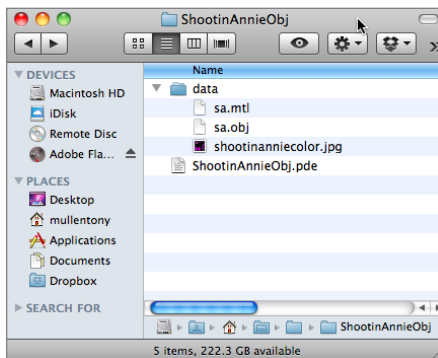 ShootinAnnieObj
DEVICES
Macintosh HD
iDisk
Remote Disc
Adobe Fla...
PLACES
Desktop
mullentony
Applications
Documents
Dropbox
SEARCH FOR
Name
data
sa.mtl
sa.obj
shootinanniecolor.jpg
ShootinAnnieObj.pde
ShootinAnnieObj
5 items, 222.3 GB available